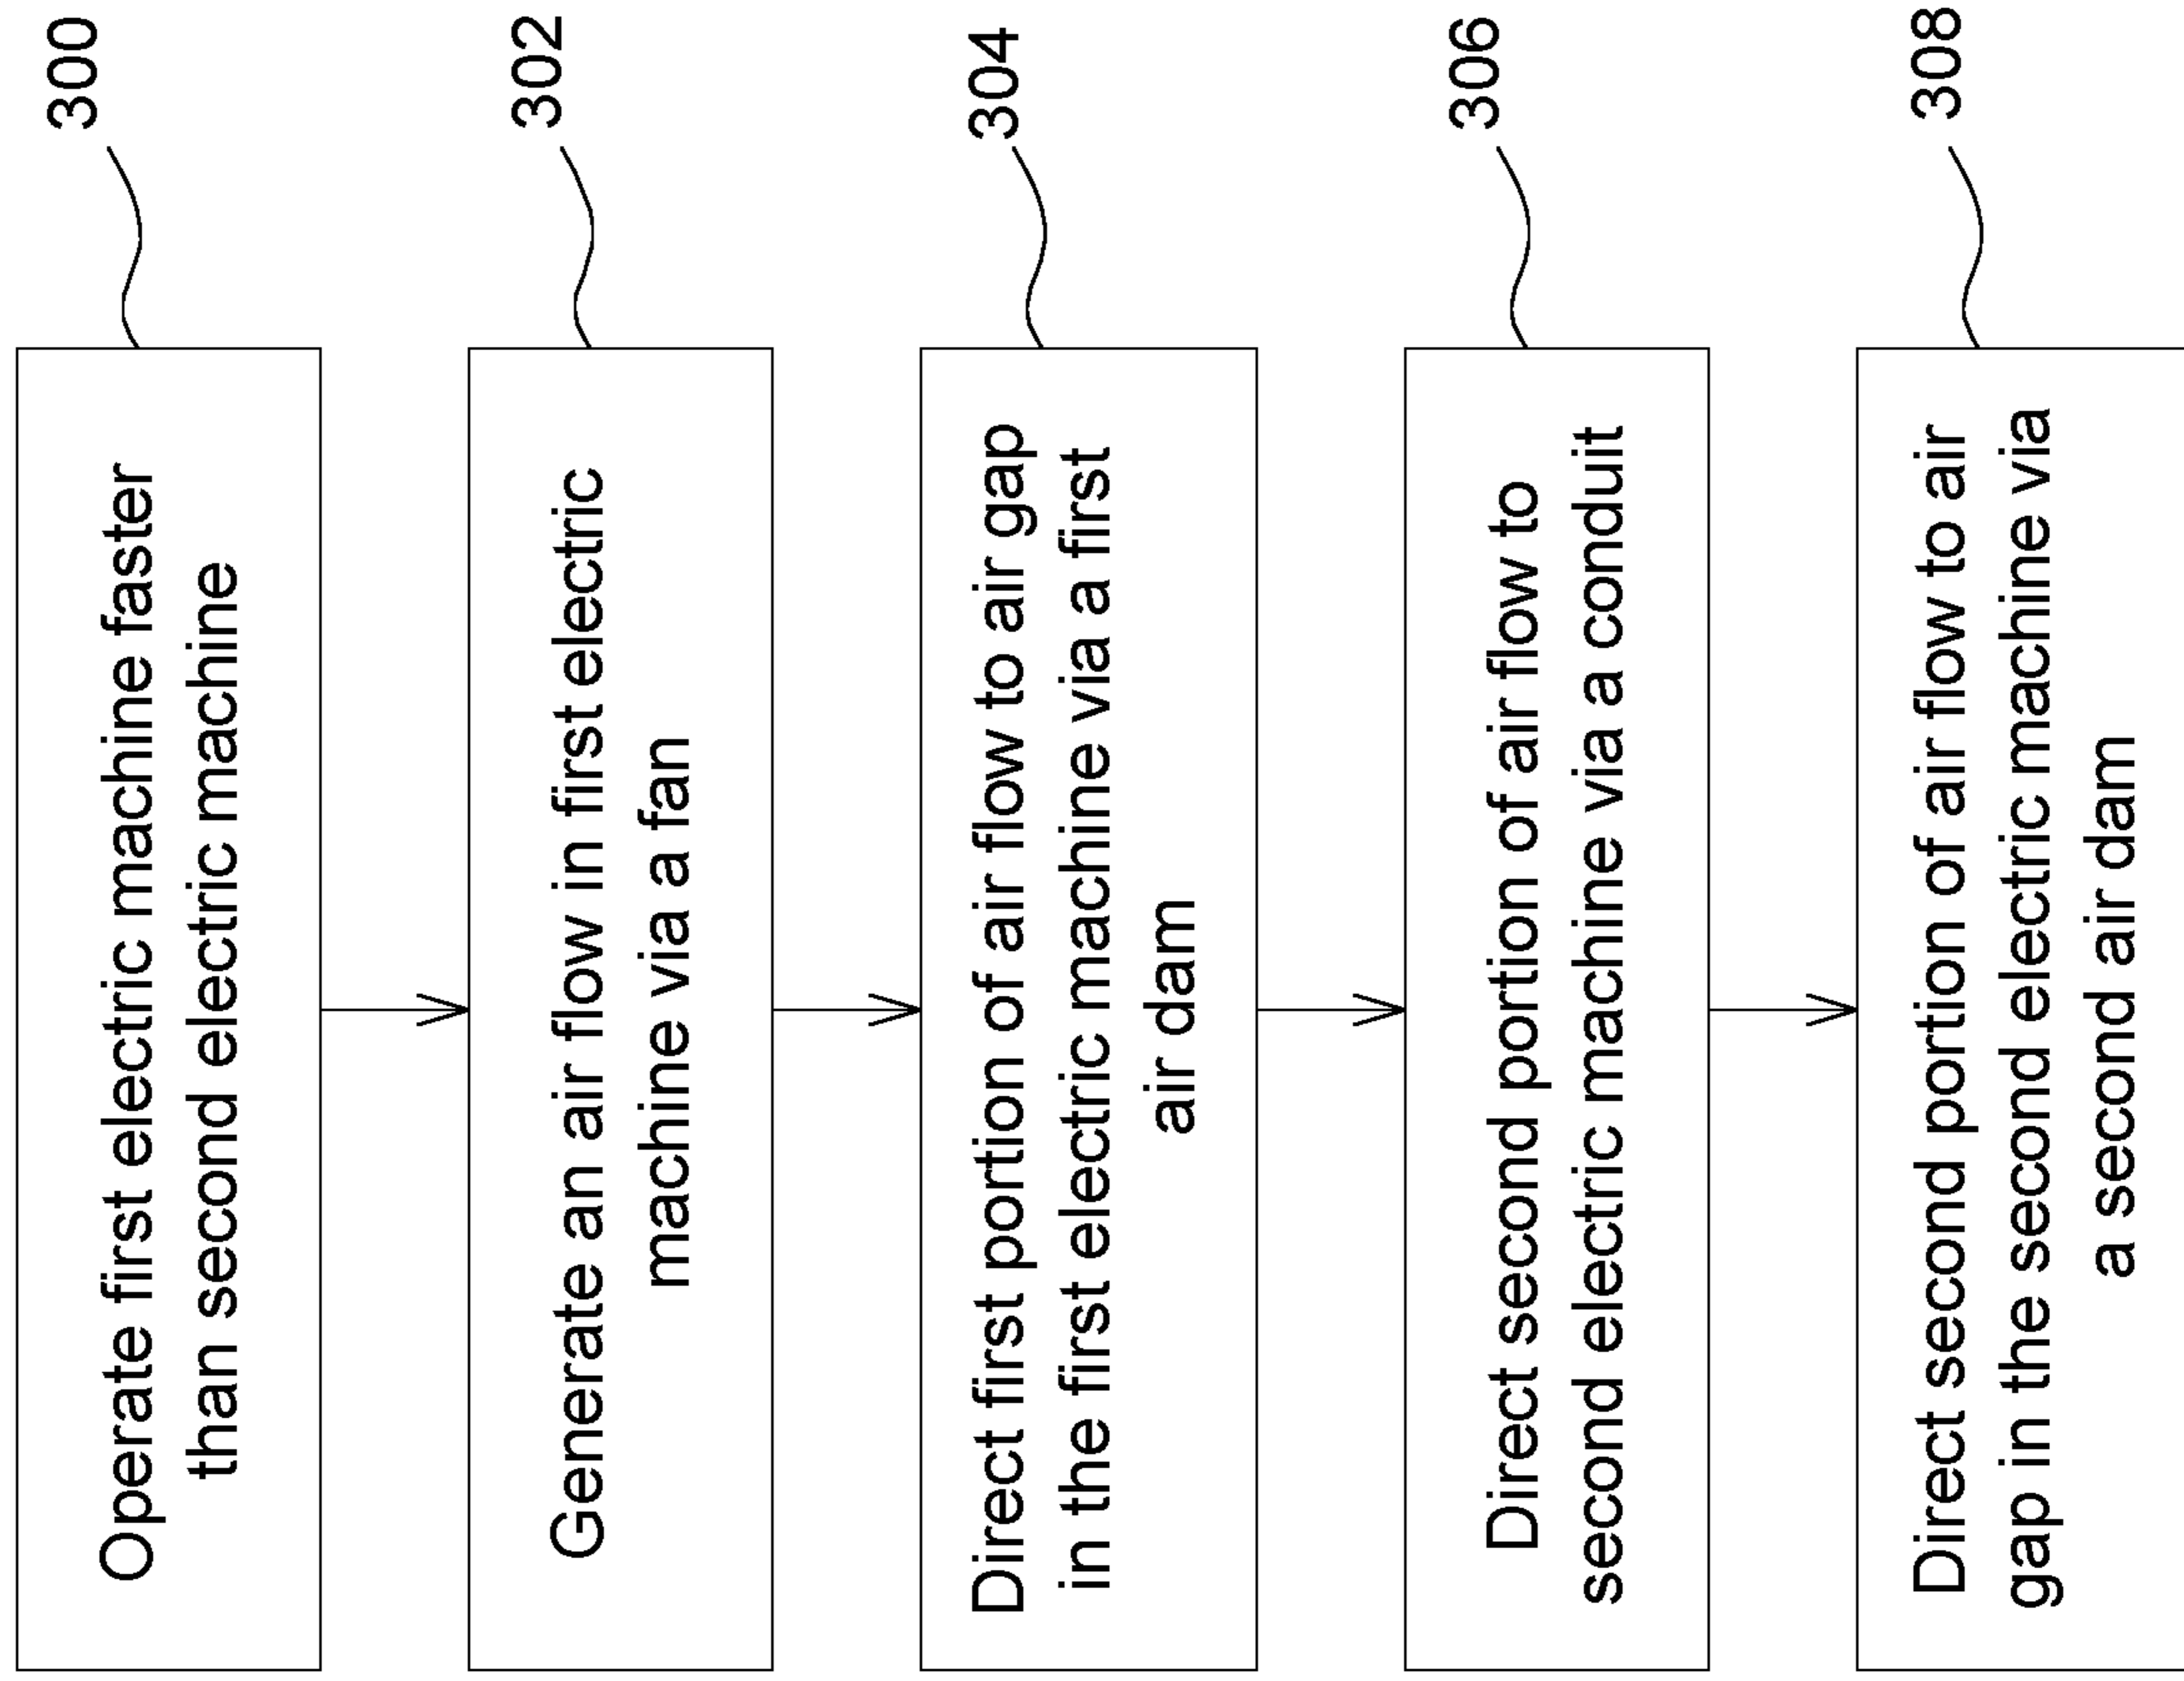 Operate first electric machine faster
than second electric machine
300
Generate an air flow in first electric
machine via a fan
302
Direct first portion of air flow to air gap
in the first electric machine via a first
air dam
304
Direct second portion of air flow to
second electric machine via a conduit
306
Direct second portion of air flow to air
gap in the second electric machine via
a second air dam
308